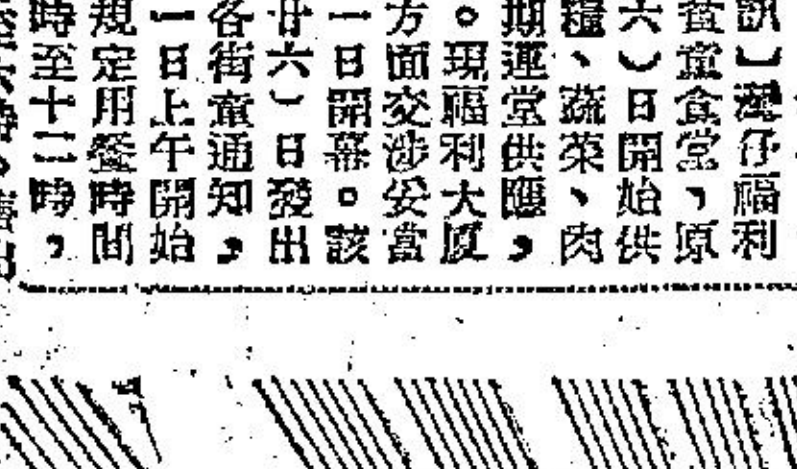 訊】灣仔福利
貧童食堂，原
六）日開始供
糧、蔬菜、肉
期運堂供應，
。現福利大厦
方面交涉妥當
一日開幕。該
廿六）日發出
各街童通知，
一日上午開始
規定用餐時間
時至十二時，